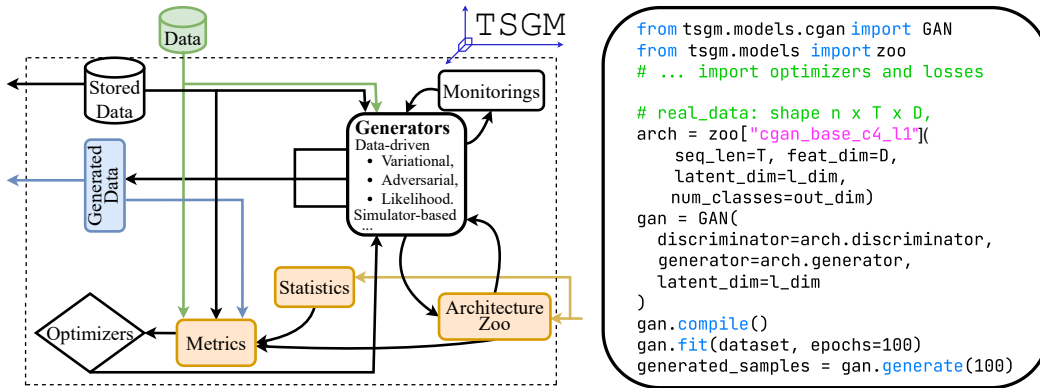 Data
TSGM
Stored
Data
Monitorings
Generators
Data-driven
• Variational,
• Adversarial,
• Likelihood.
Simulator-based
...
Generated
Data
Statistics
Architecture
Zoo
Optimizers
Metrics
from tsgm.models.cgan import GAN
from tsgm.models import zoo
# ... import optimizers and losses
# real_data: shape n x T x D,
arch = zoo["cgan_base_c4_l1"](
seq_len=T, feat_dim=D,
latent_dim=l_dim,
num_classes=out_dim)
gan = GAN(
discriminator=arch.discriminator,
generator=arch.generator,
latent_dim=l_dim
)
gan.compile()
gan.fit(dataset, epochs=100)
generated_samples = gan.generate(100)